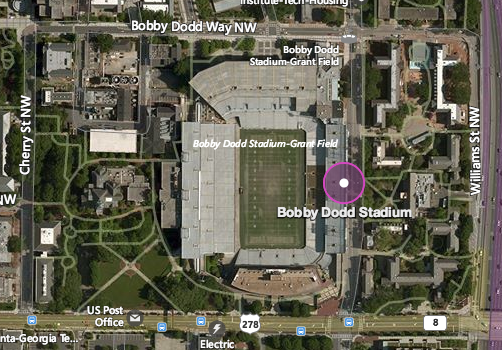 Institute-Tech-Housing
Bobby Dodd Way NW
Bobby Dodd
Stadium-Grant Field
Cherry St NW
Bobby Dodd Stadium-Grant Field
Williams St NW
NW
Bobby Dodd Stadium
US Post
Office
278
8
nta-Georgia Te...
Electric